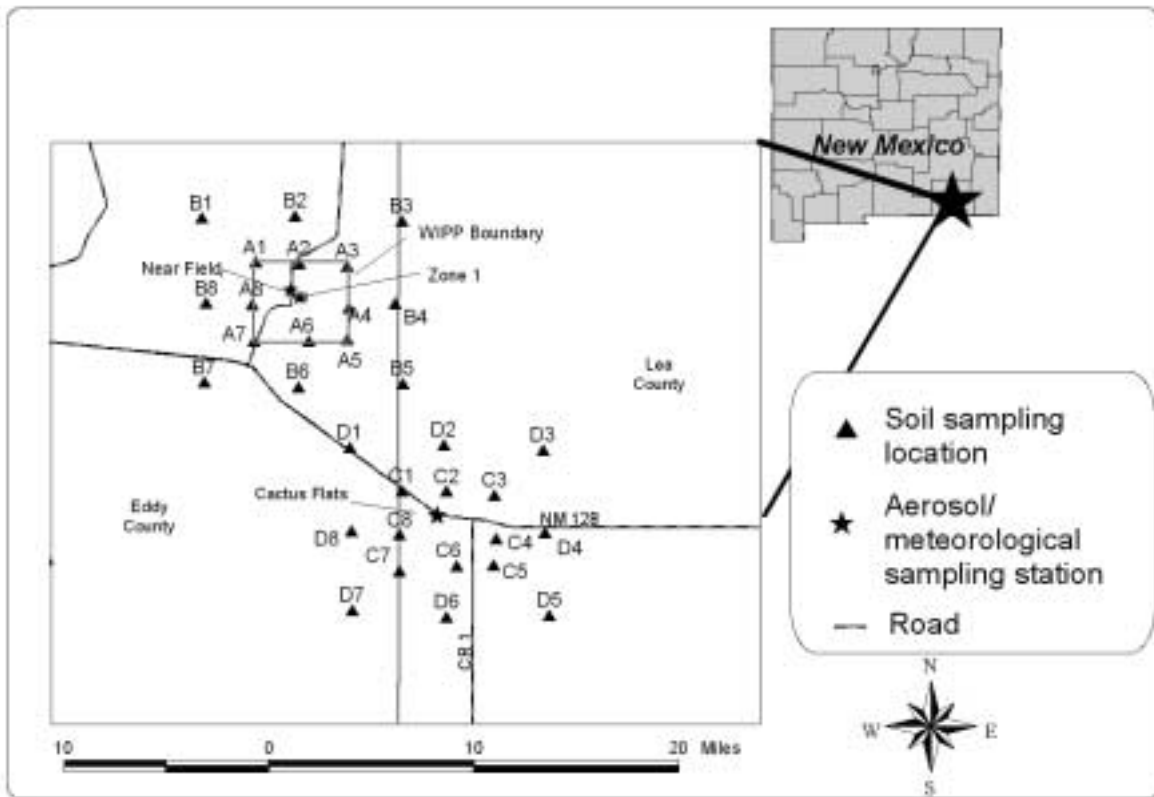 New Mexico
B1
B2
B3
WIPP Boundary
A1
A2
A3
Near Field
Zone 1
B8
A8
A4
B4
A7
A6
A5
B7
B6
B5
Lea
County
D1
D2
D3
C1
C2
C3
Cactus Flats
Eddy
County
NM 128
D8
C8
C4
D4
C7
C6
C5
D7
D6
D5
CR 1
Soil sampling
location
Aerosol/
meteorological
sampling station
Road
N
W
E
S
10
0
10
20
Miles